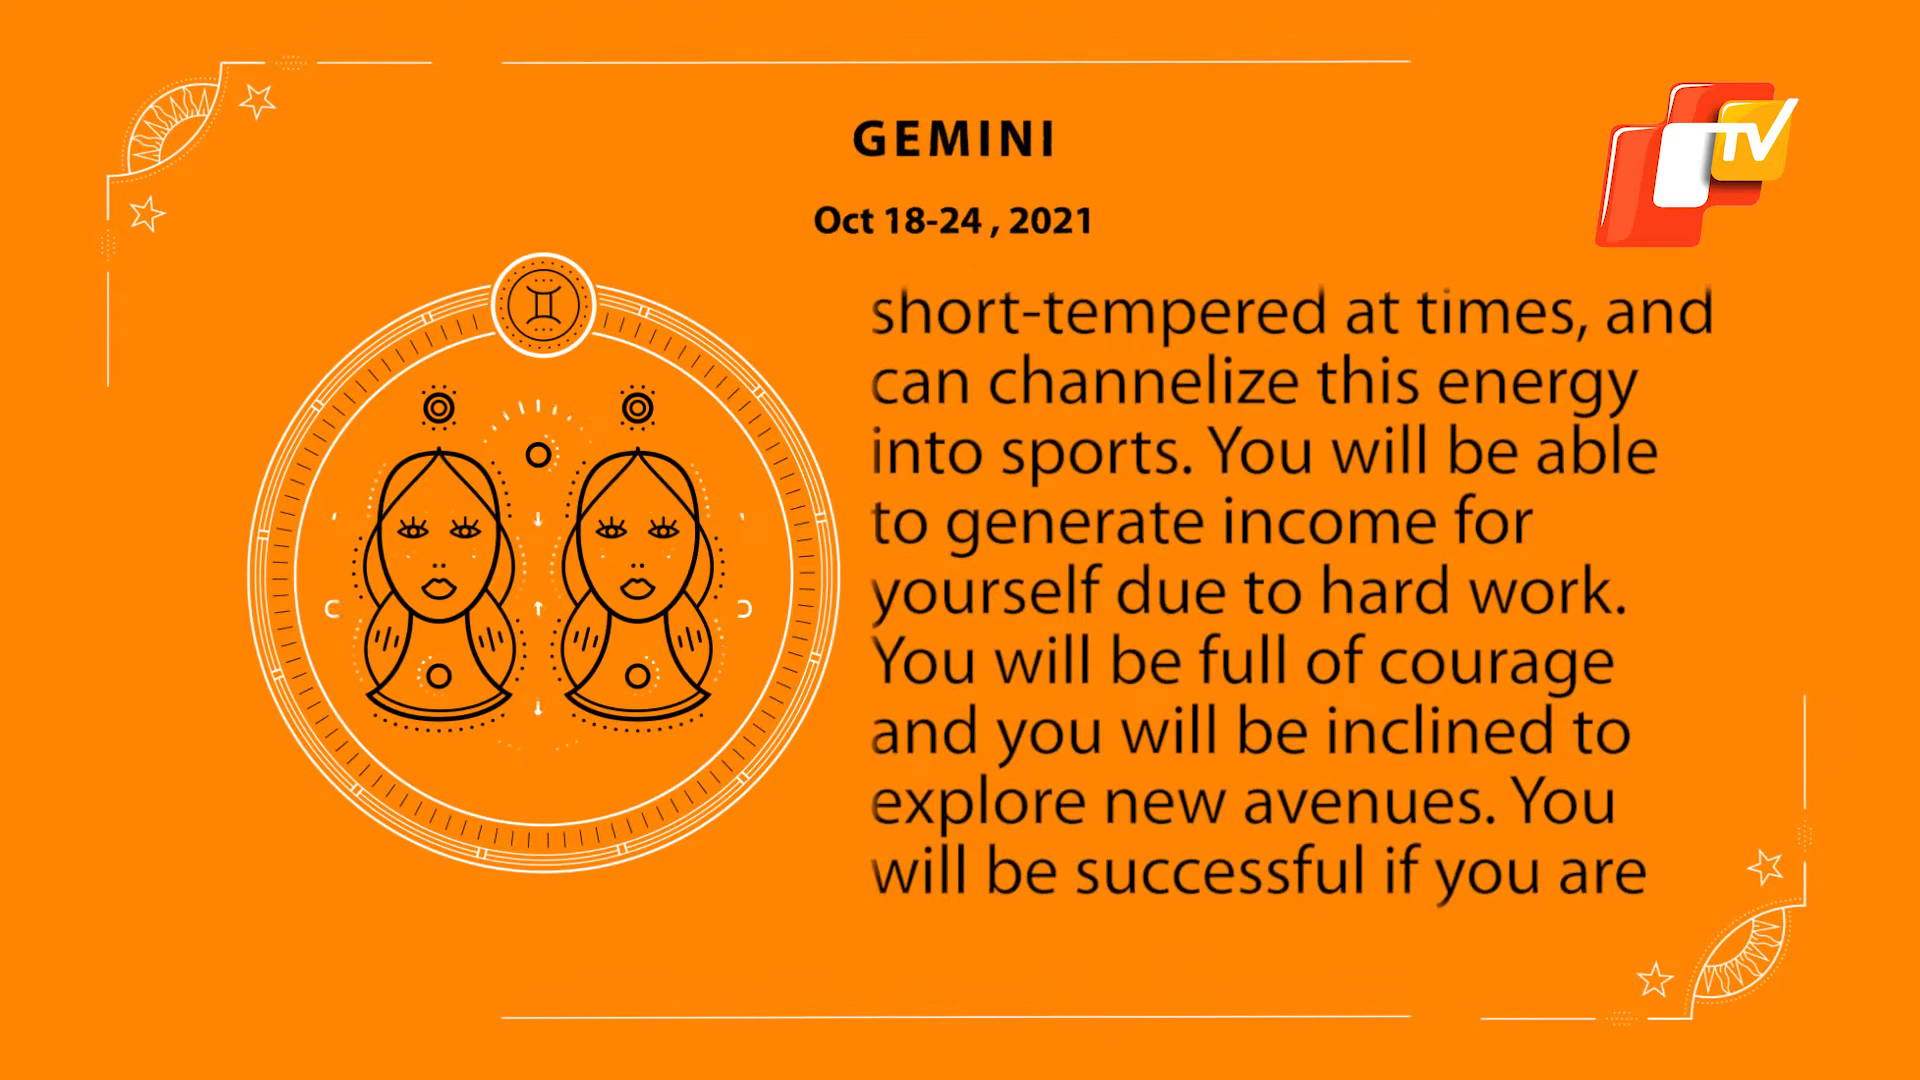 GEMINI
TV
Oct 18-24 , 2021
short-tempered at times, and
can channelize this energy
into sports. You will be able
to generate income for
yourself due to hard work.
You will be full of courage
and you will be inclined to
explore new avenues. You
will be successful if you are